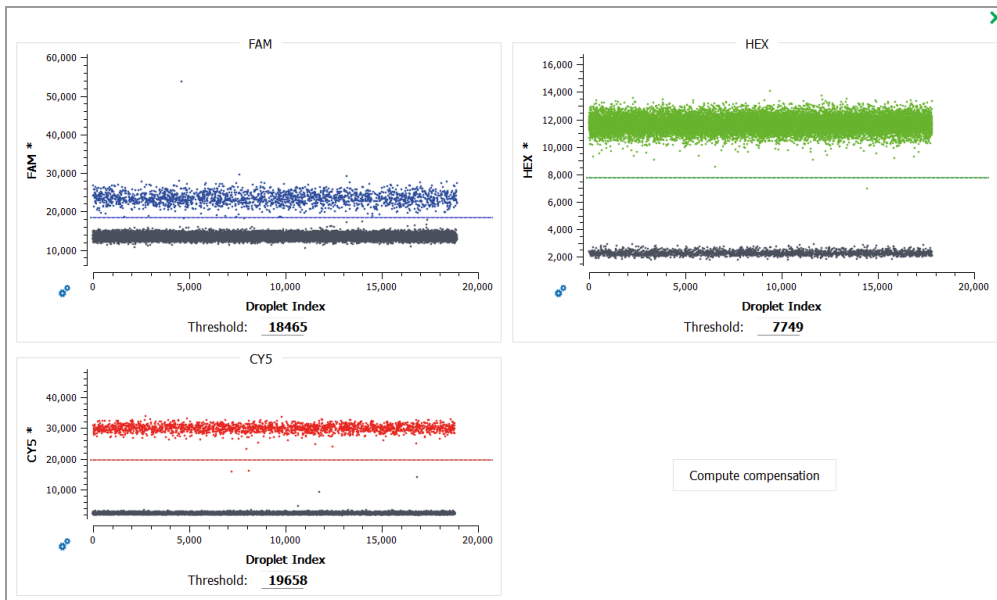 FAM
60,000
50,000
40,000
30,000
20,000
10,000
FAM *
0 5,000 10,000 15,000 20,000
Droplet Index
Threshold: 18465
HEX
16,000
14,000
12,000
10,000
8,000
6,000
4,000
2,000
HEX *
0 5,000 10,000 15,000 20,000
Droplet Index
Threshold: 7749
CY5
40,000
30,000
20,000
10,000
CY5 *
0 5,000 10,000 15,000 20,000
Droplet Index
Threshold: 19658
Compute compensation